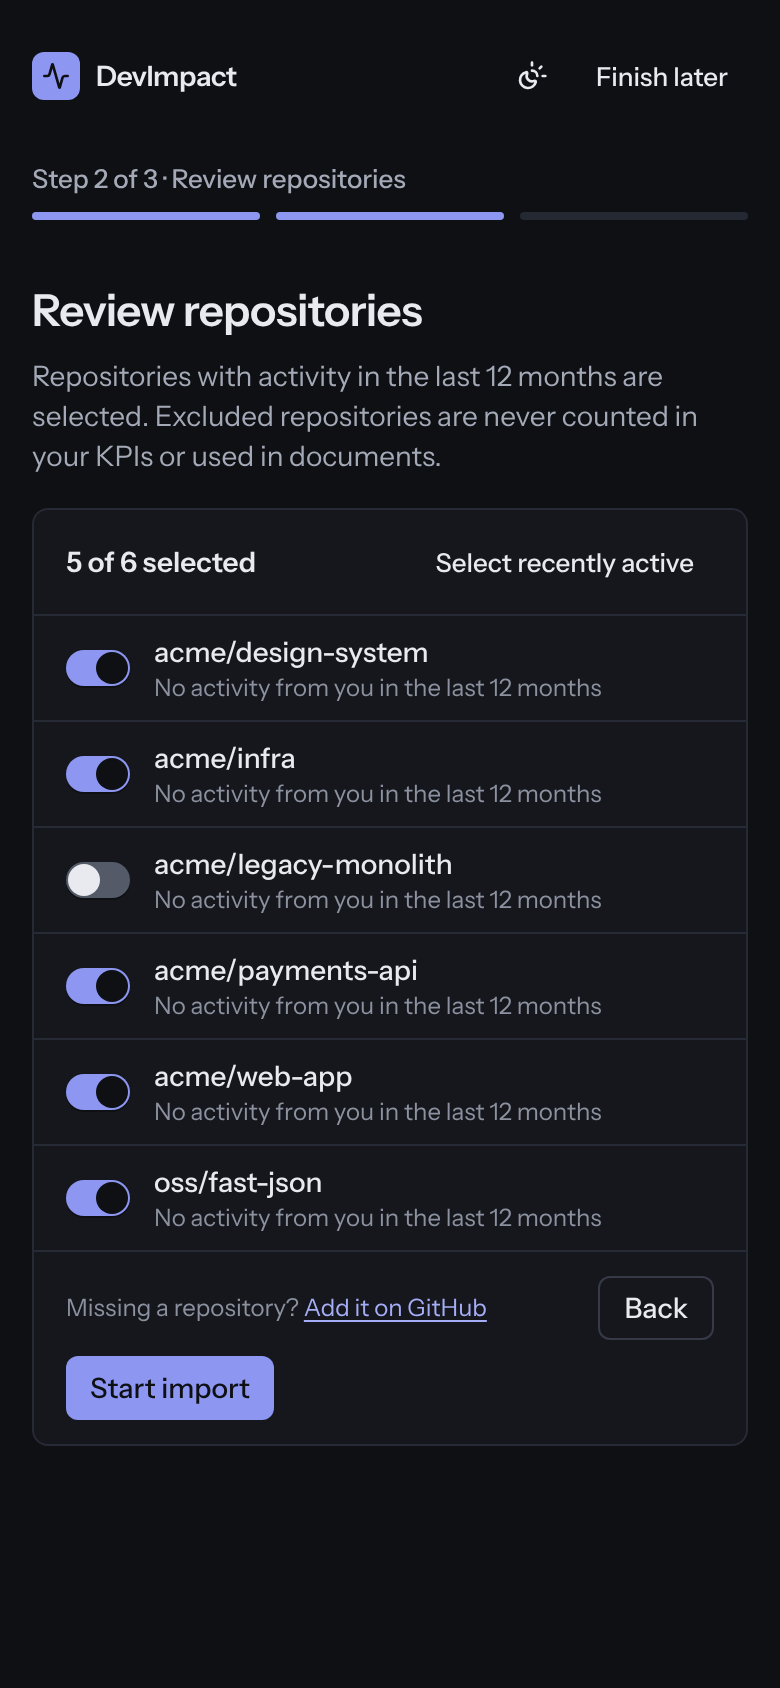 DevImpact
Finish later
Step 2 of 3 · Review repositories
Review repositories
Repositories with activity in the last 12 months are
selected. Excluded repositories are never counted in
your KPIs or used in documents.
5 of 6 selected
Select recently active
acme/design-system
No activity from you in the last 12 months
acme/infra
No activity from you in the last 12 months
acme/legacy-monolith
No activity from you in the last 12 months
acme/payments-api
No activity from you in the last 12 months
acme/web-app
No activity from you in the last 12 months
oss/fast-json
No activity from you in the last 12 months
Missing a repository? Add it on GitHub
Back
Start import